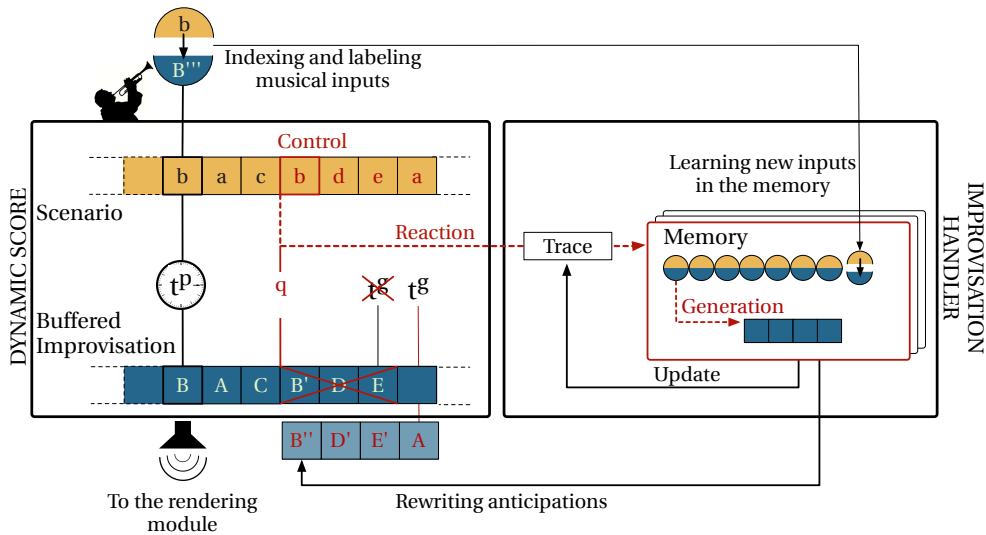 b
B'''
Indexing and labeling
musical inputs
Control
b a c b d e a
Scenario
Reaction
q
t^p
t^g t^g
Buffered
Improvisation
B A C B' D E
B'' D' E' A
To the rendering
module
Rewriting anticipations
DYNAMIC SCORE
Learning new inputs
in the memory
Trace
Memory
Generation
Update
IMPROVISATION
HANDLER